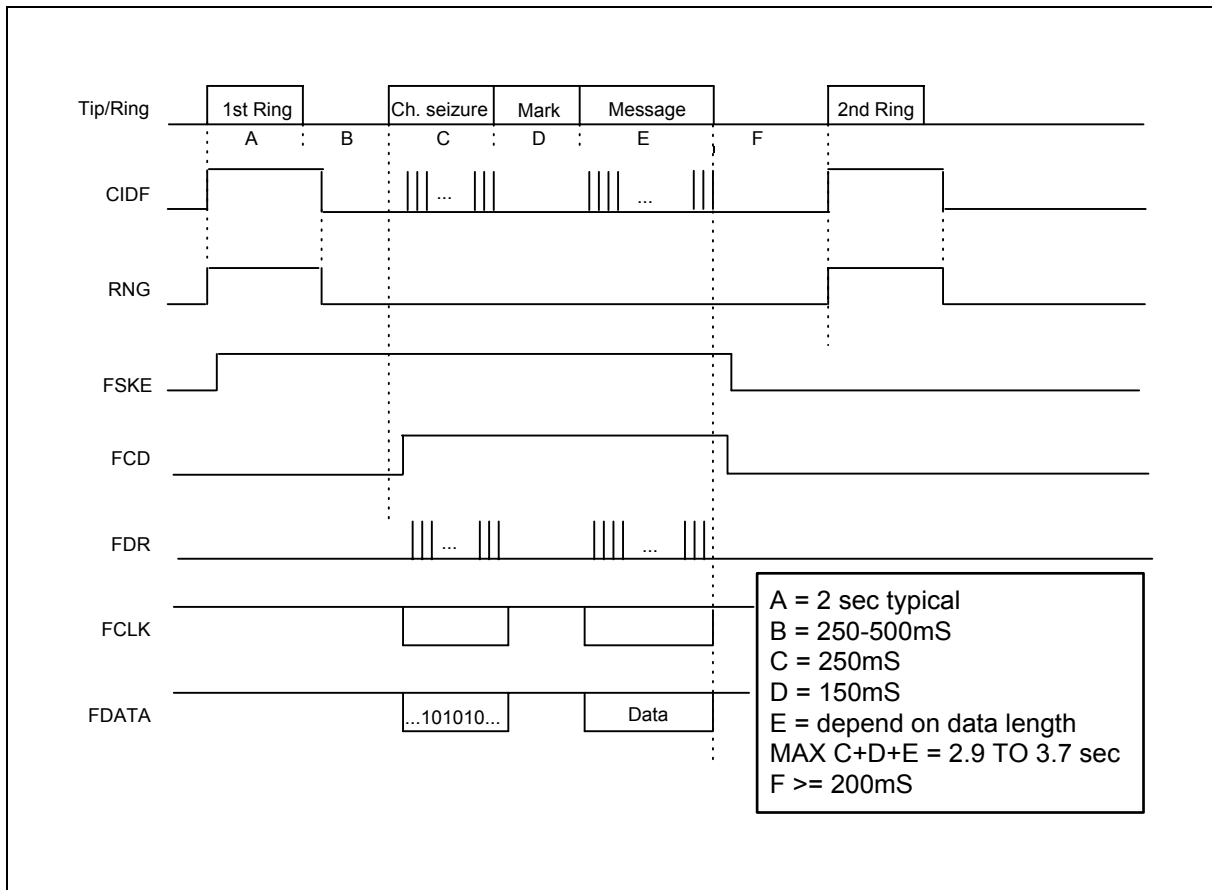 Tip/Ring 1st Ring Ch. seizure Mark Message 2nd Ring
A B C D E F
CIDF ... ...
RNG
FSKE
FCD
FDR ... ...
FCLK
FDATA ...101010... Data
A = 2 sec typical
B = 250-500mS
C = 250mS
D = 150mS
E = depend on data length
MAX C+D+E = 2.9 TO 3.7 sec
F >= 200mS